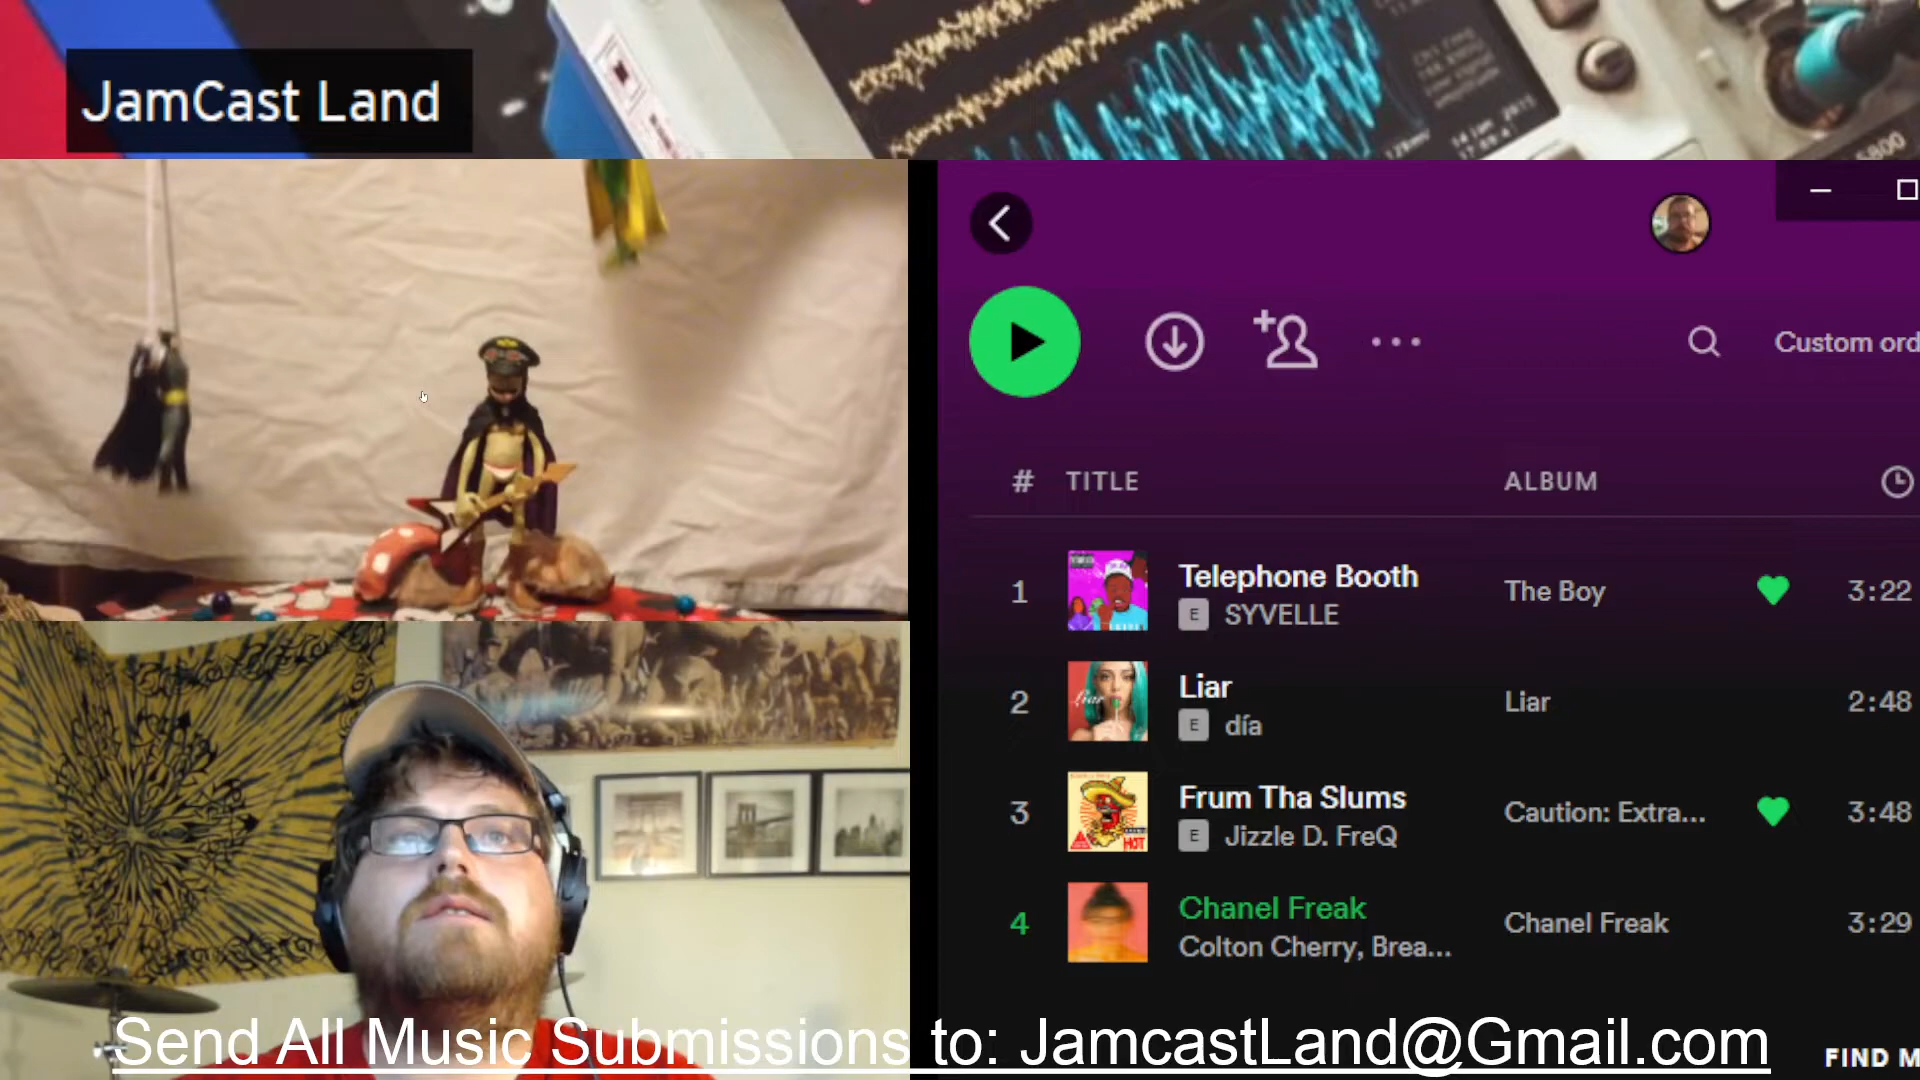 JamCast Land
5800
Custom ord
# TITLE ALBUM
1 Telephone Booth The Boy 3:22
E SYVELLE
2 Liar Liar 2:48
E día
3 Frum Tha Slums Caution: Extra... 3:48
E Jizzle D. FreQ
HOT
4 Chanel Freak Chanel Freak 3:29
Colton Cherry, Brea...
Send All Music Submissions to: JamcastLand@Gmail.com
FIND M